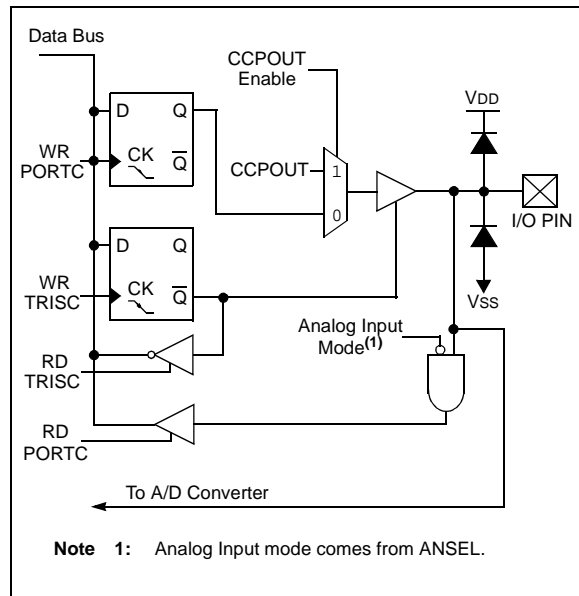 Data Bus
CCPOUT
Enable
VDD
D
Q
WR
PORTC
CK
Q
CCPOUT
1
0
I/O PIN
D
Q
WR
TRISC
CK
Q
VSS
Analog Input
Mode(1)
RD
TRISC
RD
PORTC
To A/D Converter
Note 1: Analog Input mode comes from ANSEL.